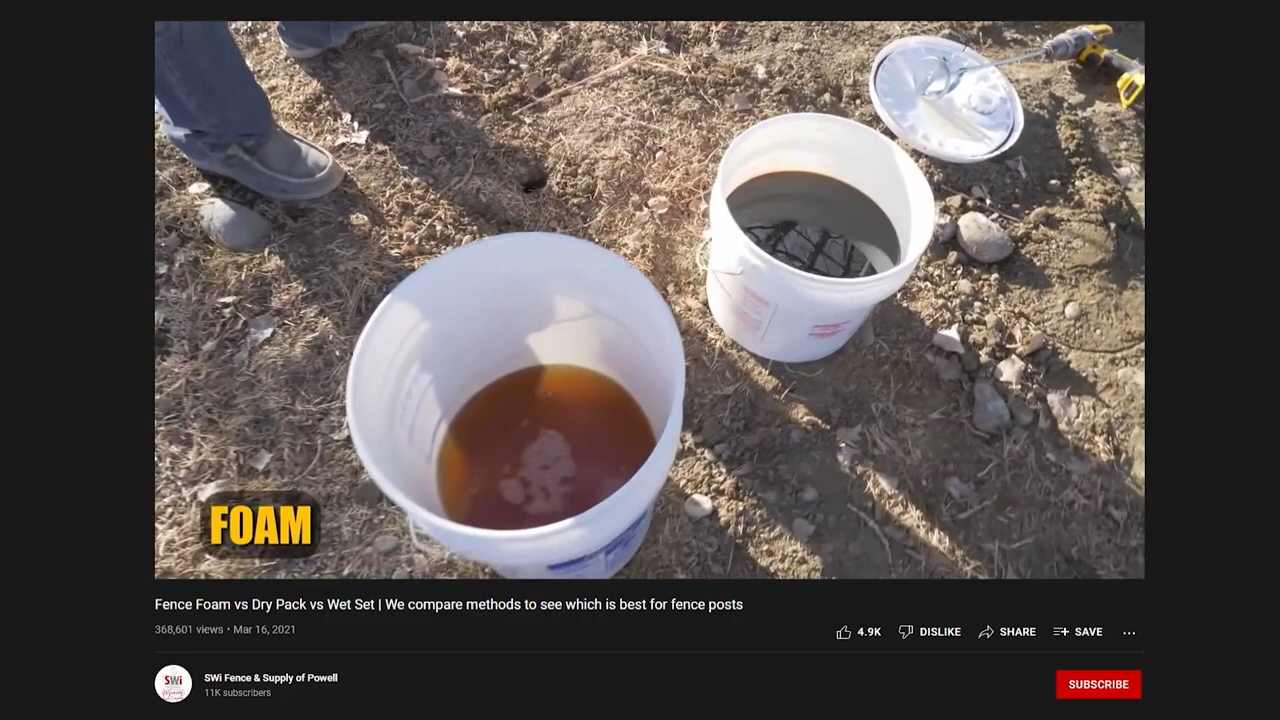 FOAM
Fence Foam vs Dry Pack vs Wet Set | We compare methods to see which is best for fence posts
368,601 views • Mar 16, 2021
4.9K DISLIKE SHARE SAVE ...
SWi
SWi Fence & Supply of Powell
11K subscribers
SUBSCRIBE